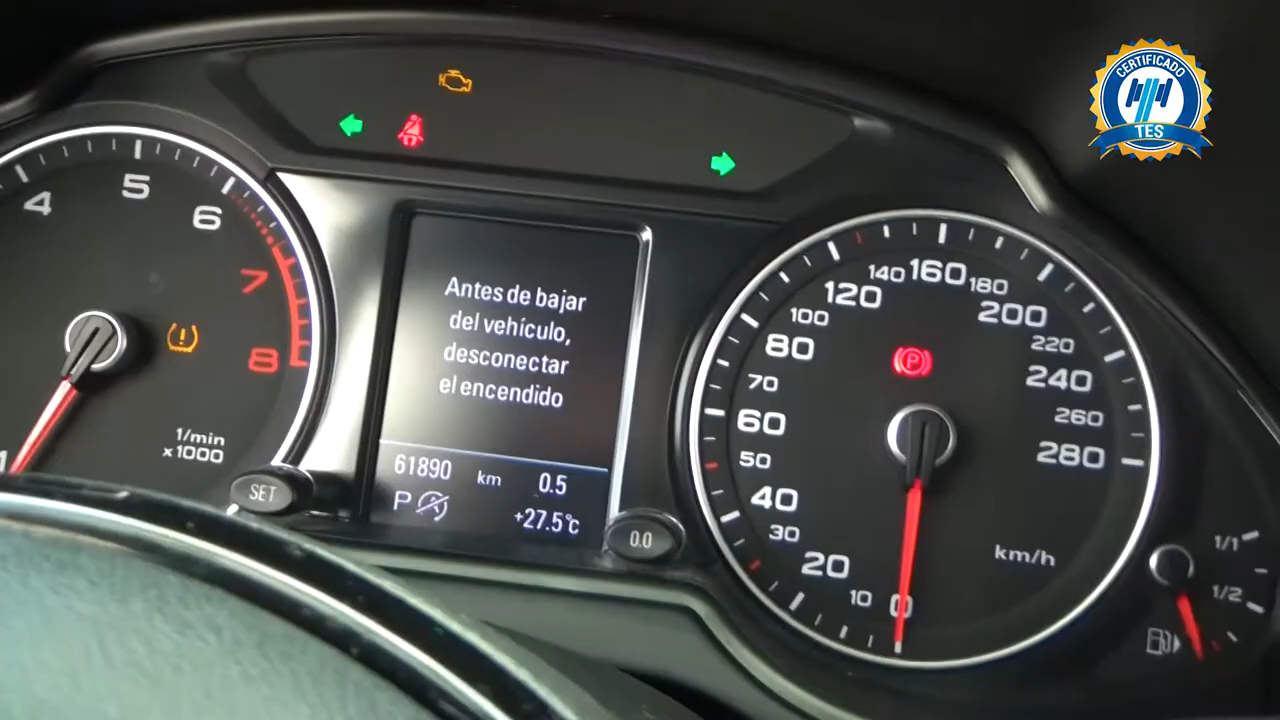 CERTIFICADO
TES
4
5
6
7
8
1
1/min
x1000
SET
Antes de bajar
del vehículo,
desconectar
el encendido
61890 km 0.5
P
+27.5°c
0.0
0
10
20
30
40
50
60
70
80
100
120
140
160
180
200
220
240
260
280
P
km/h
1/1
1/2